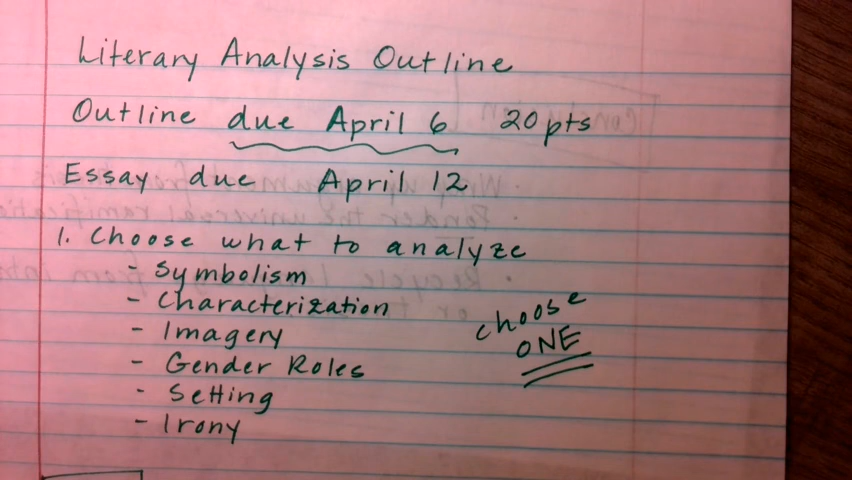 Literary Analysis Outline
Outline due April 6 20pts
Essay due April 12
1. Choose what to analyze
- Symbolism
- Characterization
- Imagery
- Gender Roles
- Setting
- Irony
choose
ONE